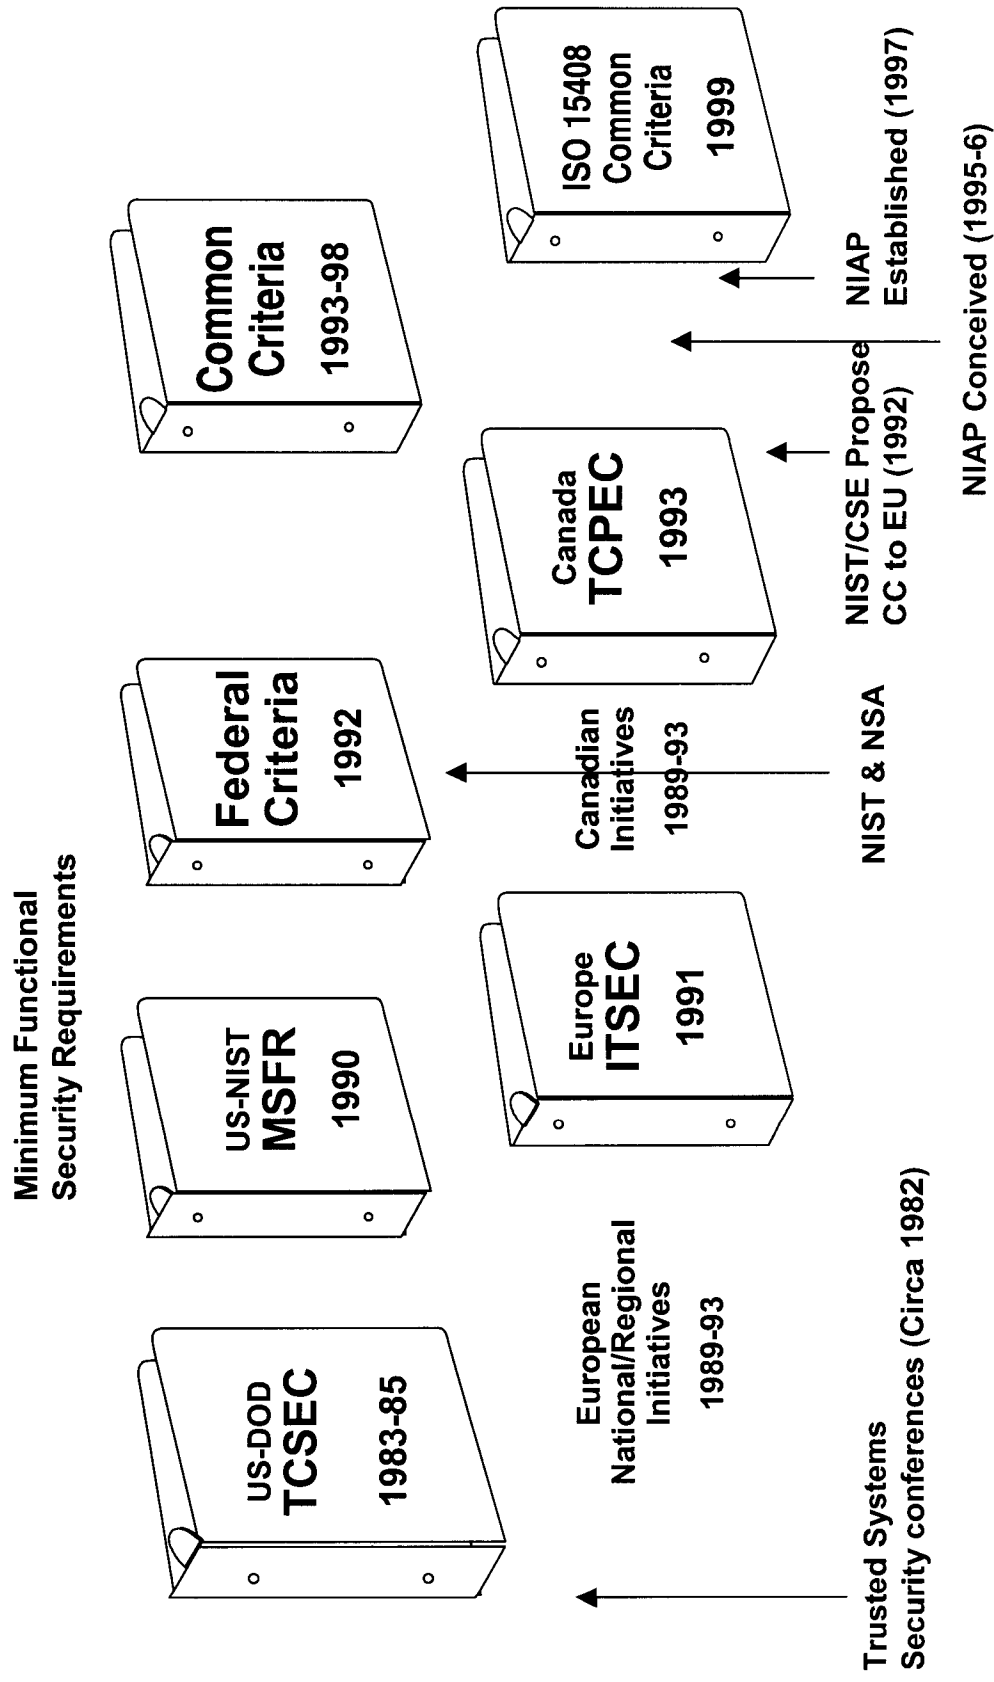 Minimum Functional
Security Requirements
US-DOD
TCSEC
1983-85
US-NIST
MSFR
1990
Federal
Criteria
1992
Common
Criteria
1993-98
European
National/Regional
Initiatives
1989-93
Europe
ITSEC
1991
Canadian
Initiatives
1989-93
Canada
TCPEC
1993
ISO 15408
Common
Criteria
1999
Trusted Systems
Security conferences (Circa 1982)
NIST & NSA
NIST/CSE Propose
CC to EU (1992)
NIAP
Established (1997)
NIAP Conceived (1995-6)